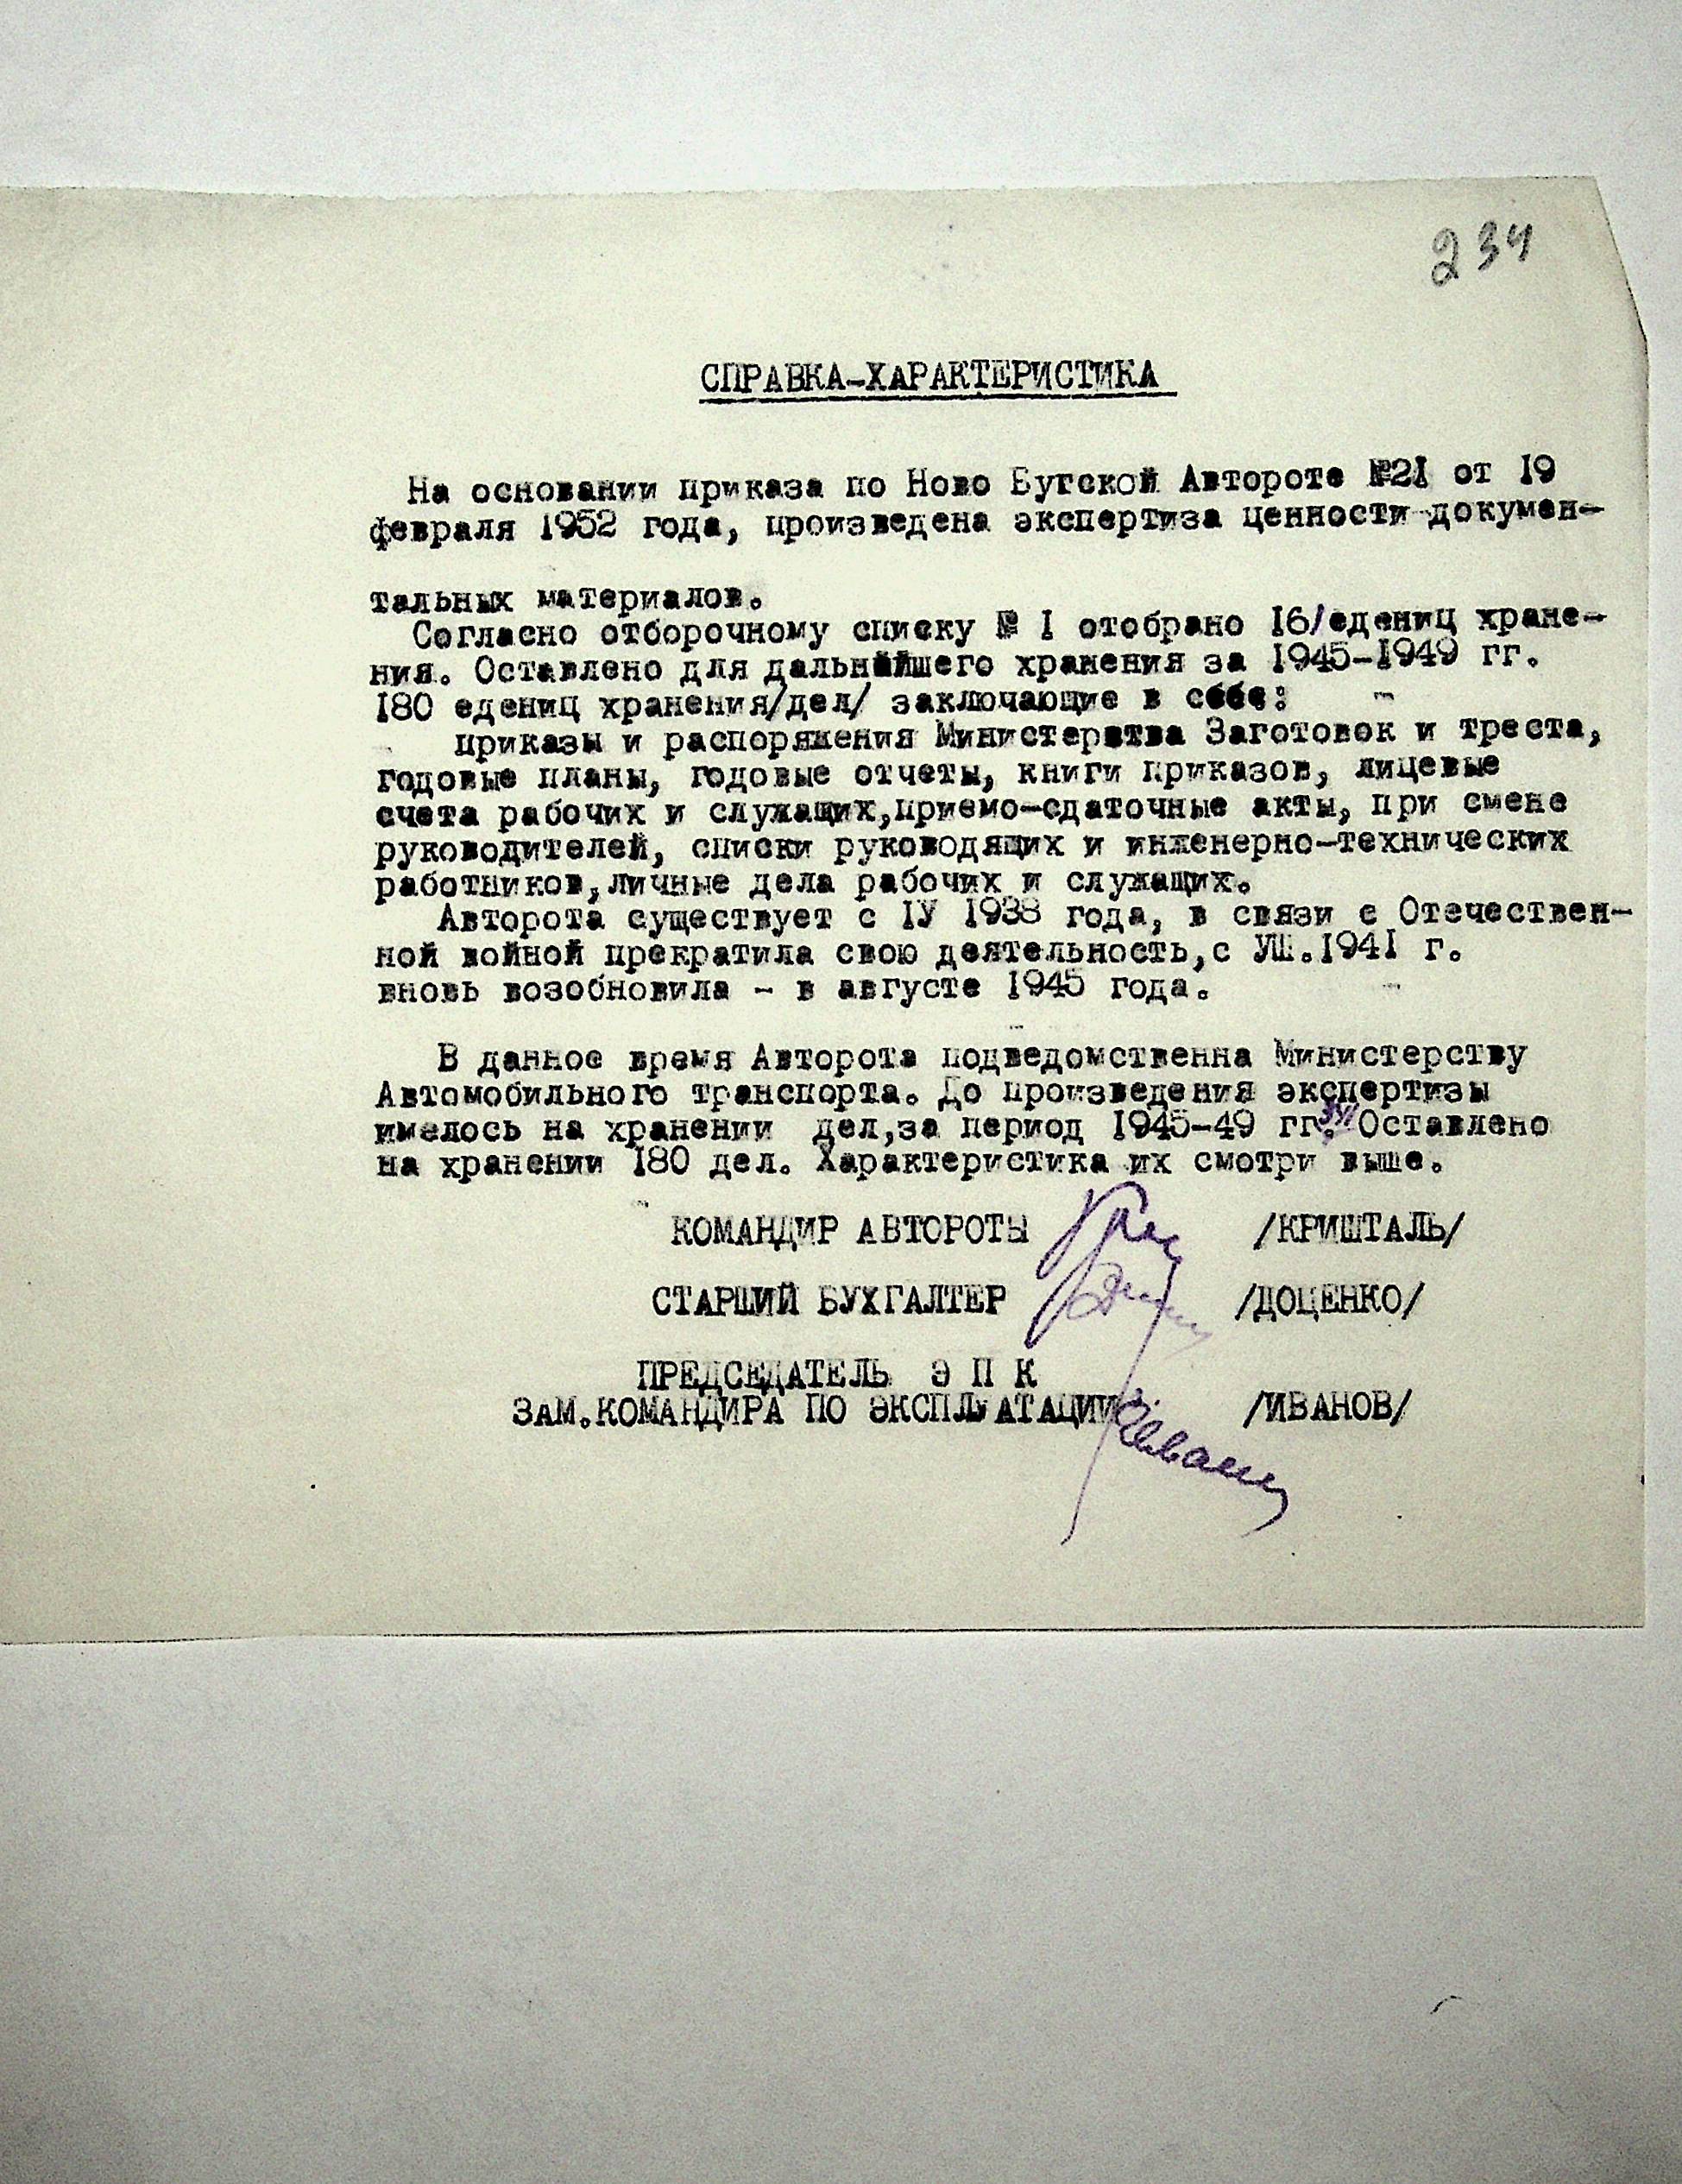 234
СПРАВКА-ХАРАКТЕРИСТИКА
На основании приказа по Ново Бугской Автороте №21 от 19
февраля 1952 года, произведена экспертиза ценности докумен-
тальных материалов.
Согласно отборочному списку № I отобрано 16/едениц хране-
ния. Оставлено для дальнейшего хранения за 1945-1949 гг.
180 едениц хранения/дел/ заключающие в себе:
приказы и распоряжения Министерства Заготовок и треста,
годовые планы, годовые отчеты, книги приказов, лицевые
счета рабочих и служащих,приемо-сдаточные акты, при смене
руководителей, списки руководящих и инженерно-технических
работников,личные дела рабочих и служащих.
Авторота существует с IУ 1938 года, в связи с Отечествен-
ной войной прекратила свою деятельность,с УШ.1941 г.
вновь возобновила - в августе 1945 года.
В данное время Авторота подведомственна Министерству
Автомобильного транспорта. До произведения экспертизы
имелось на хранении дел,за период 1945-49 гг. Оставлено
на хранении 180 дел. Характеристика их смотри выше.
КОМАНДИР АВТОРОТЫ /КРИШТАЛЬ/
СТАРШИЙ БУХГАЛТЕР /ДОЦЕНКО/
ПРЕДСЕДАТЕЛЬ Э П К
ЗАМ.КОМАНДИРА ПО ЭКСПЛУАТАЦИИ /ИВАНОВ/